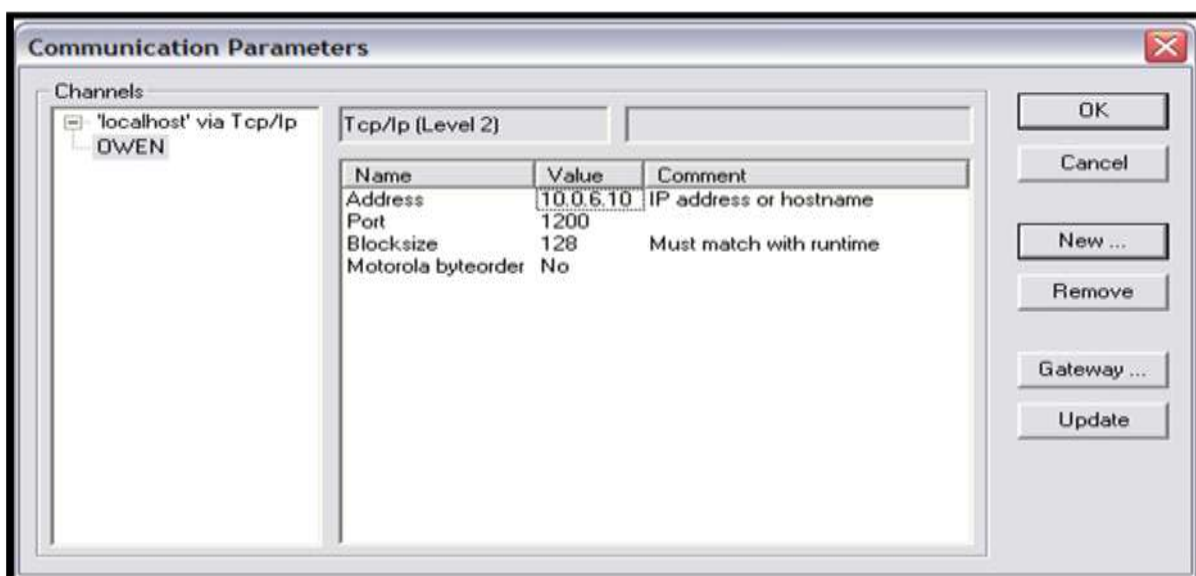 Communication Parameters
Channels
'localhost' via Tcp/Ip
OWEN
Tcp/Ip (Level 2)
Name Value Comment
Address 10.0.6.10 IP address or hostname
Port 1200
Blocksize 128 Must match with runtime
Motorola byteorder No
OK
Cancel
New ...
Remove
Gateway ...
Update